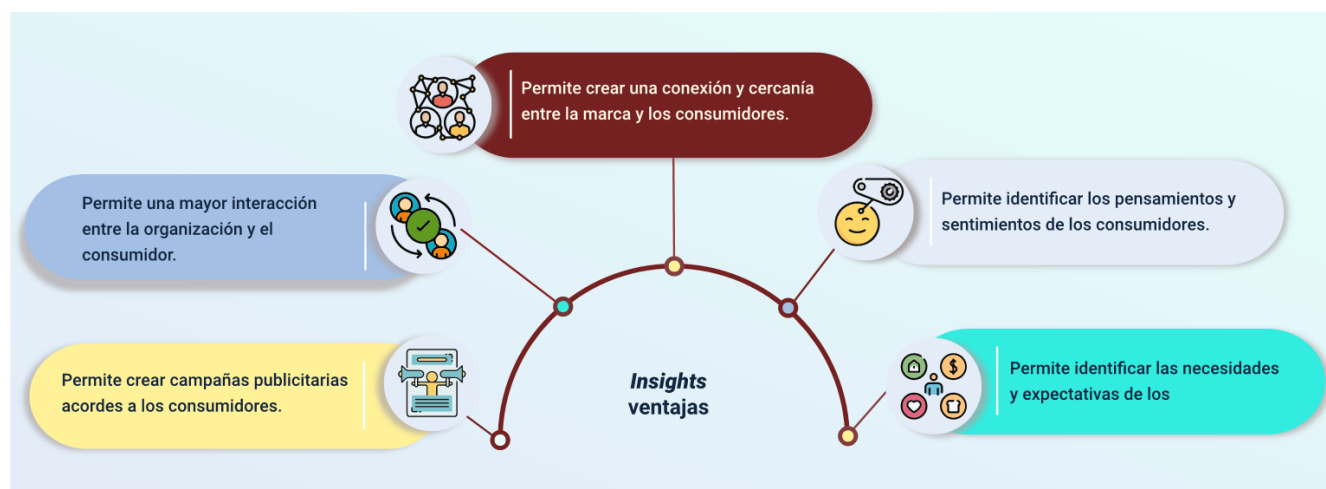 Permite crear una conexión y cercanía
entre la marca y los consumidores.
Permite una mayor interacción
entre la organización y el
consumidor.
Permite identificar los pensamientos y
sentimientos de los consumidores.
Permite crear campañas publicitarias
acordes a los consumidores.
Insights
ventajas
Permite identificar las necesidades
y expectativas de los